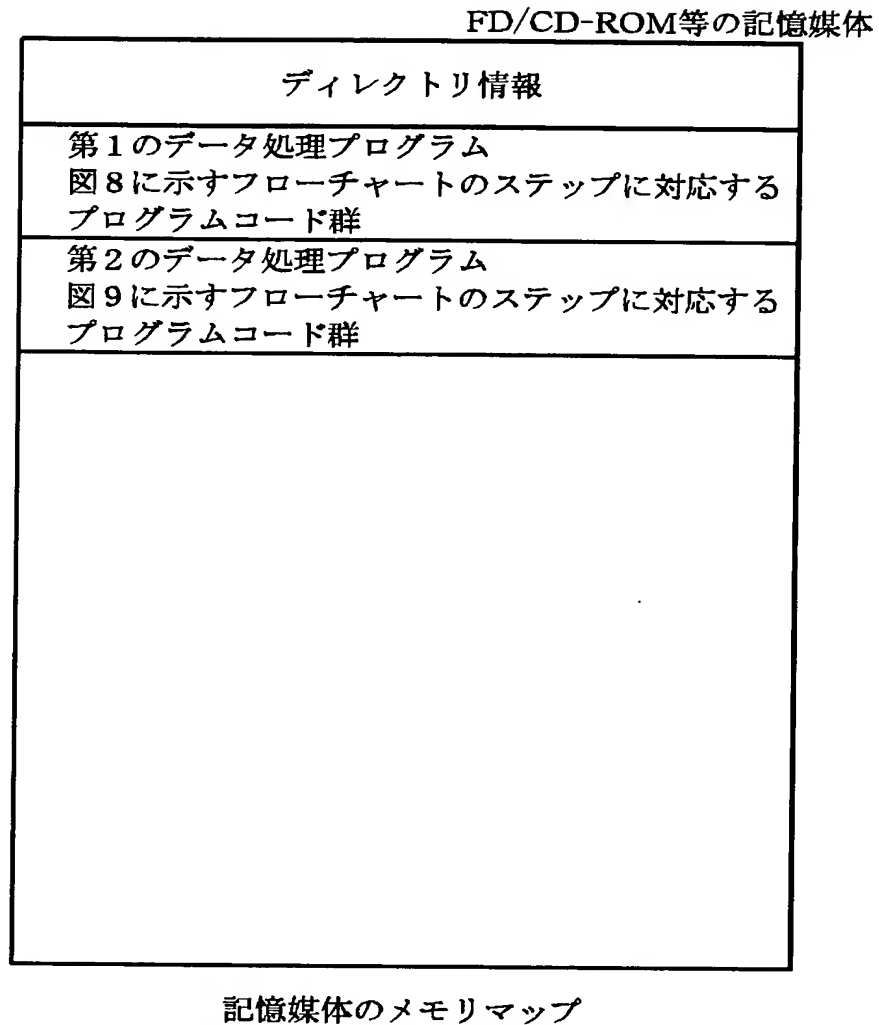 FD/CD-ROM等の記憶媒体
ディレクトリ情報
第1のデータ処理プログラム
図8に示すフローチャートのステップに対応する
プログラムコード群
第2のデータ処理プログラム
図9に示すフローチャートのステップに対応する
プログラムコード群
記憶媒体のメモリマップ